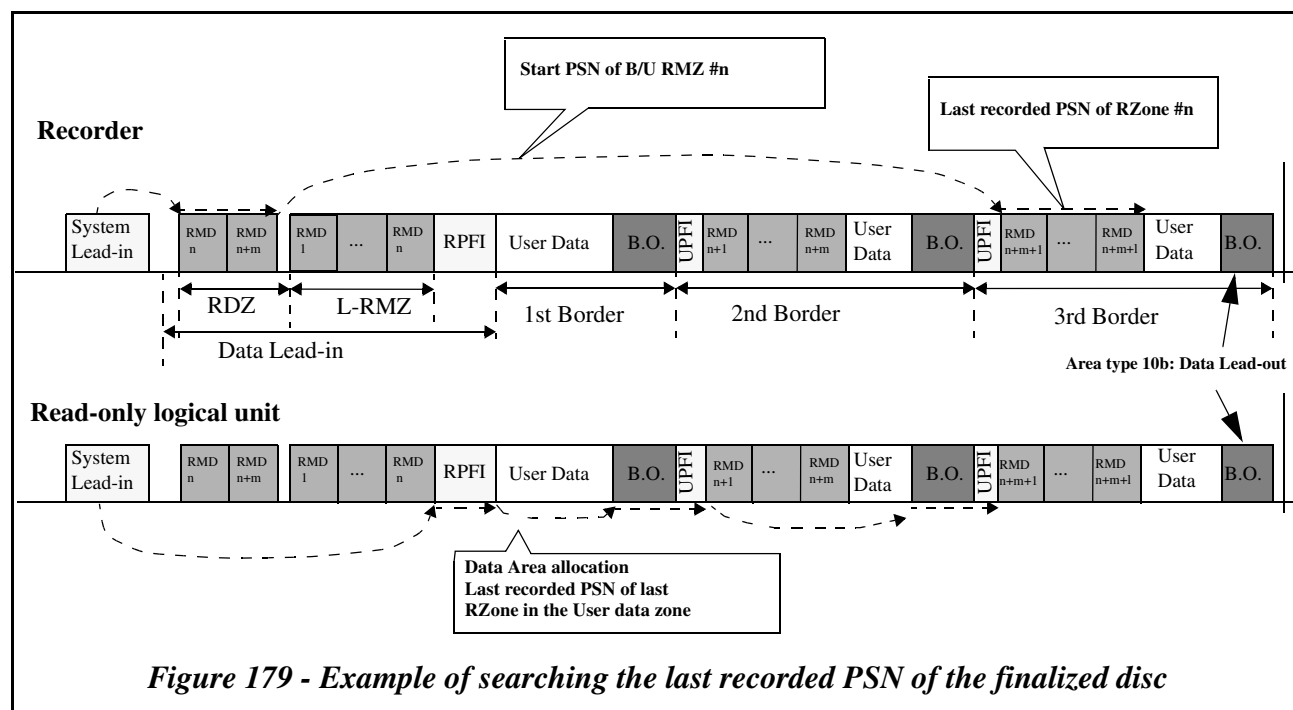 Start PSN of B/U RMZ #n
Last recorded PSN of RZone #n
Recorder
System Lead-in
RMD n
RMD n+m
RMD 1
...
RMD n
RPFI
User Data
B.O.
UPFI
RMD n+1
...
RMD n+m
User Data
B.O.
UPFI
RMD n+m+1
...
RMD n+m+l
User Data
B.O.
RDZ
L-RMZ
1st Border
2nd Border
3rd Border
Data Lead-in
Area type 10b: Data Lead-out
Read-only logical unit
System Lead-in
RMD n
RMD n+m
RMD 1
...
RMD n
RPFI
User Data
B.O.
UPFI
RMD n+1
...
RMD n+m
User Data
B.O.
UPFI
RMD n+m+1
...
RMD n+m+l
User Data
B.O.
Data Area allocation
Last recorded PSN of last
RZone in the User data zone
Figure 179 - Example of searching the last recorded PSN of the finalized disc